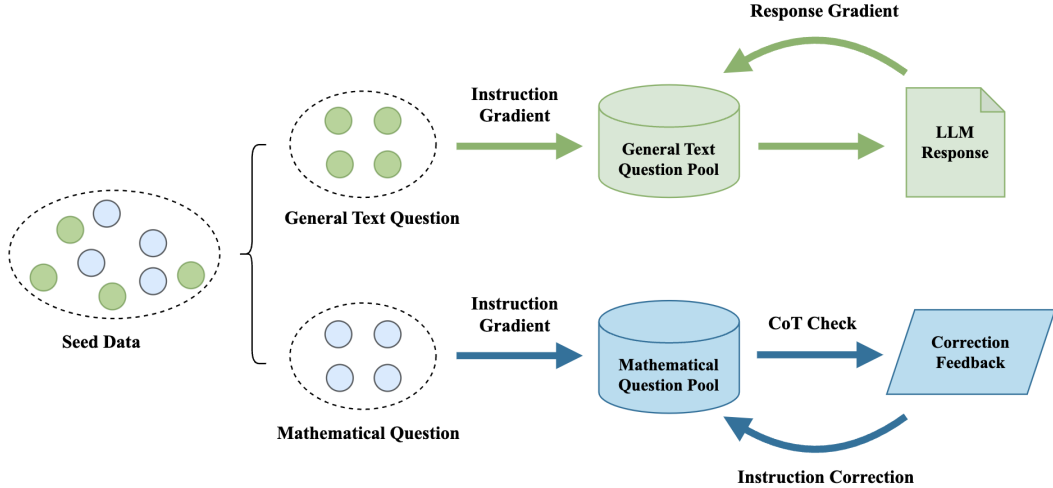 Response Gradient
Instruction
Gradient
General Text
Question Pool
LLM
Response
General Text Question
Seed Data
Instruction
Gradient
Mathematical
Question Pool
CoT Check
Correction
Feedback
Mathematical Question
Instruction Correction